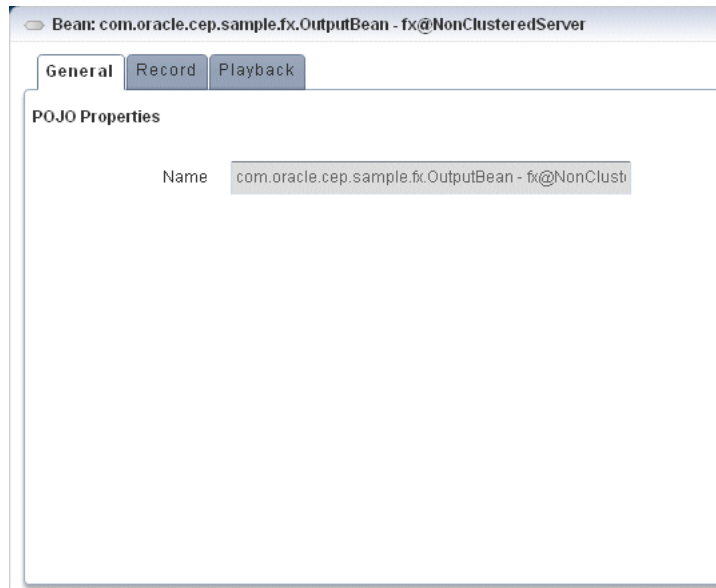 Bean: com.oracle.cep.sample.fx.OutputBean - fx@NonClusteredServer
General Record Playback
POJO Properties
Name com.oracle.cep.sample.fx.OutputBean - fx@NonClust